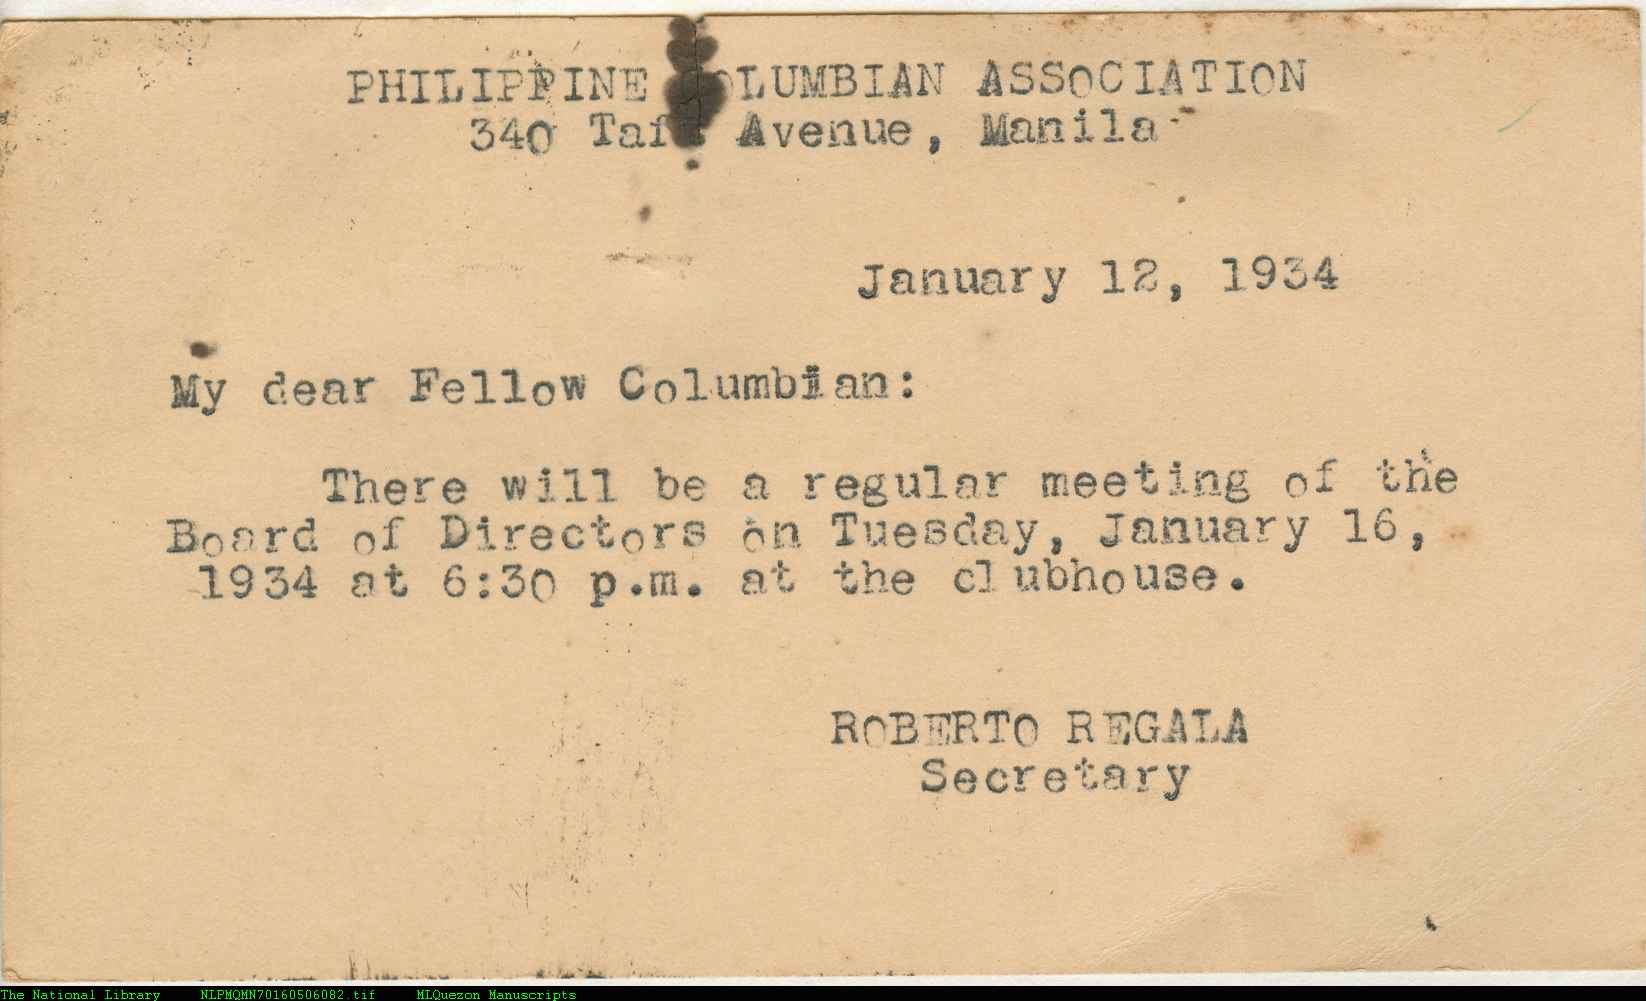 PHILIPPINE COLUMBIAN ASSOCIATION
340 Taft Avenue, Manila
January 12, 1934
My dear Fellow Columbian:
There will be a regular meeting of the
Board of Directors on Tuesday, January 16,
1934 at 6:30 p.m. at the clubhouse.
ROBERTO REGALA
Secretary
The National Library NLPMQMN70160506082.tif MLQuezon Manuscripts